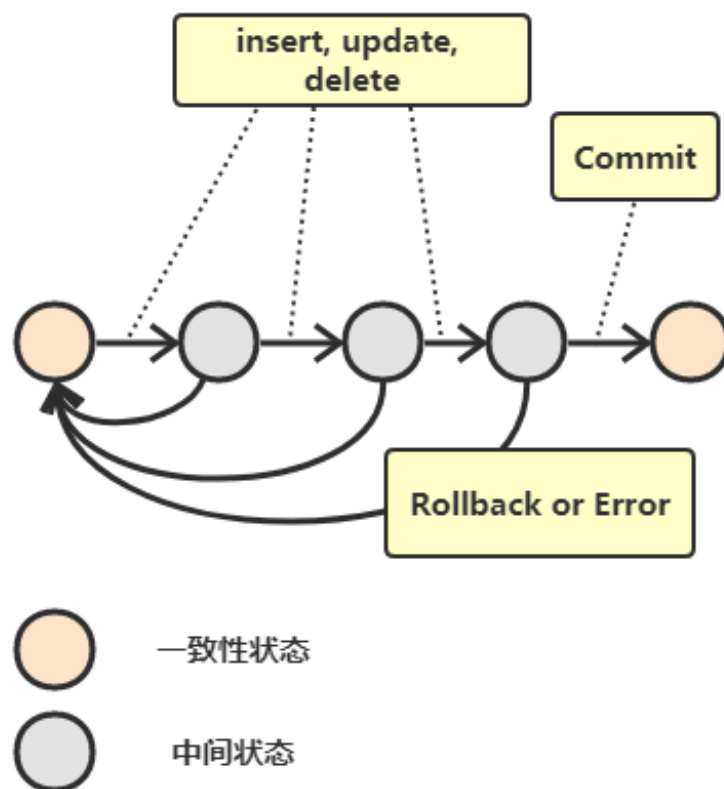 insert, update,
delete
Commit
Rollback or Error
一致性状态
中间状态